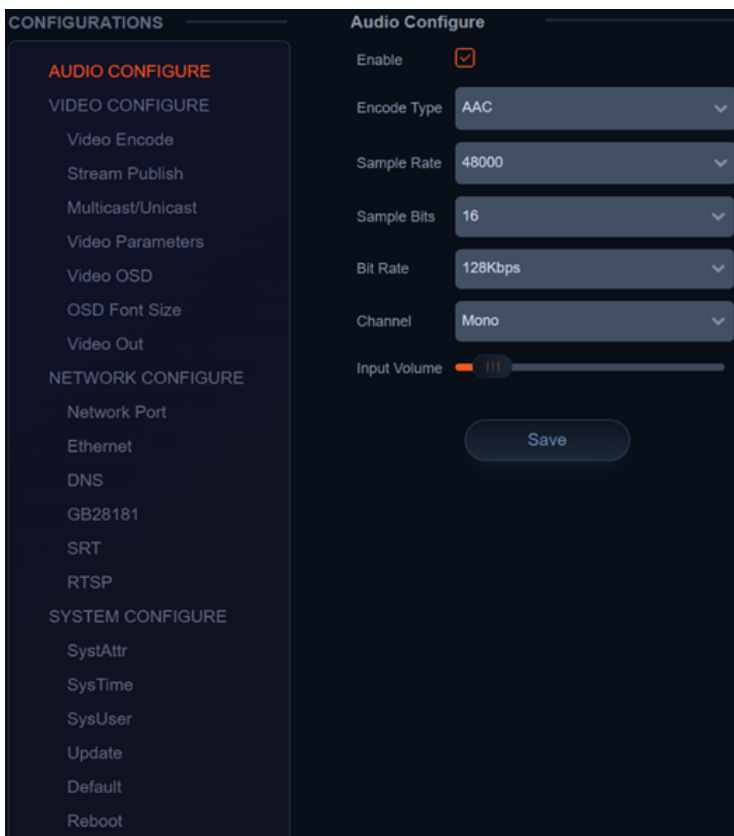 CONFIGURATIONS
AUDIO CONFIGURE
VIDEO CONFIGURE
Video Encode
Stream Publish
Multicast/Unicast
Video Parameters
Video OSD
OSD Font Size
Video Out
NETWORK CONFIGURE
Network Port
Ethernet
DNS
GB28181
SRT
RTSP
SYSTEM CONFIGURE
SystAttr
SysTime
SysUser
Update
Default
Reboot
Audio Configure
Enable
Encode Type AAC
Sample Rate 48000
Sample Bits 16
Bit Rate 128Kbps
Channel Mono
Input Volume
Save